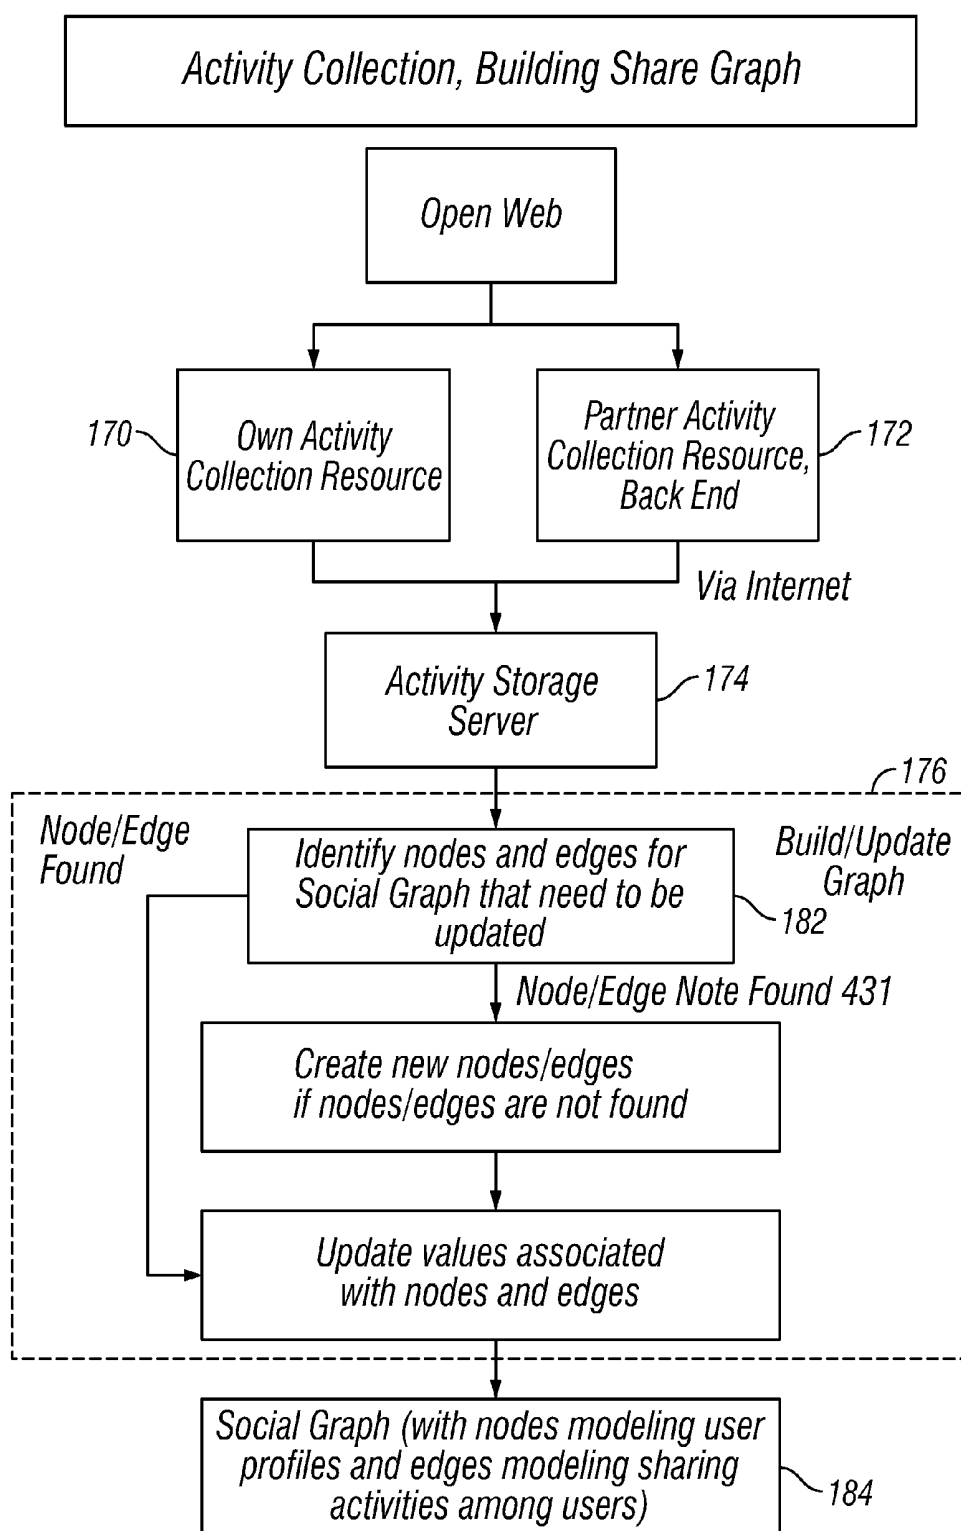 Activity Collection, Building Share Graph
Open Web
170
Own Activity
Collection Resource
Partner Activity
Collection Resource,
Back End
172
Via Internet
Activity Storage
Server
174
176
Node/Edge
Found
Identify nodes and edges for
Social Graph that need to be
updated
Build/Update
Graph
182
Node/Edge Note Found 431
Create new nodes/edges
if nodes/edges are not found
Update values associated
with nodes and edges
Social Graph (with nodes modeling user
profiles and edges modeling sharing
activities among users)
184